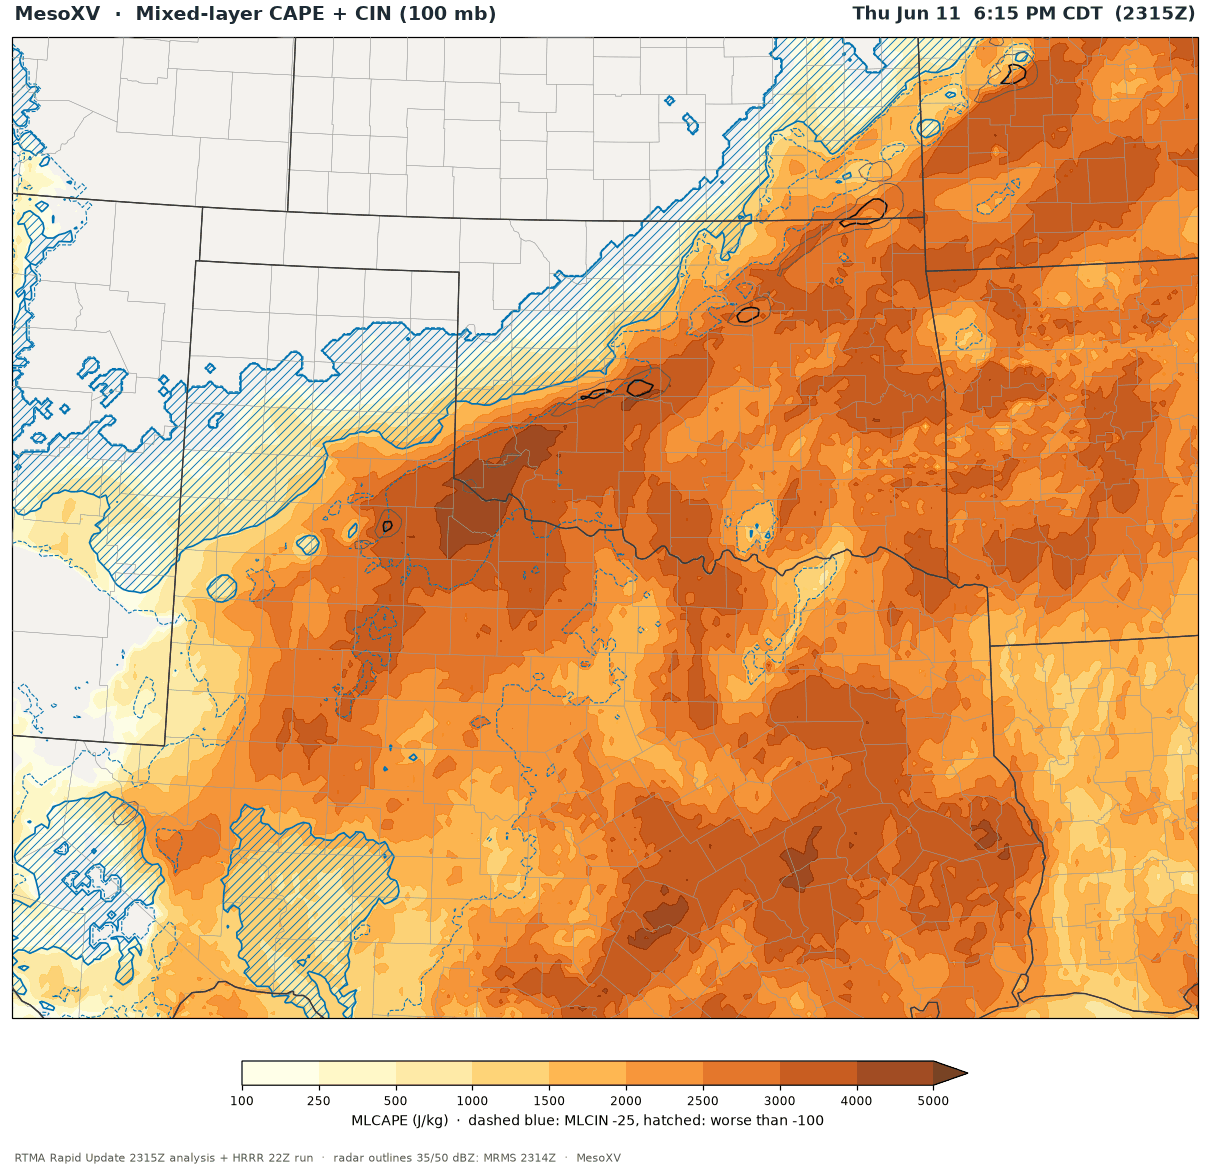 MesoXV · Mixed-layer CAPE + CIN (100 mb)
Thu Jun 11 6:15 PM CDT (2315Z)
100 250 500 1000 1500 2000 2500 3000 4000 5000
MLCAPE (J/kg) · dashed blue: MLCIN -25, hatched: worse than -100
RTMA Rapid Update 2315Z analysis + HRRR 22Z run · radar outlines 35/50 dBZ: MRMS 2314Z · MesoXV